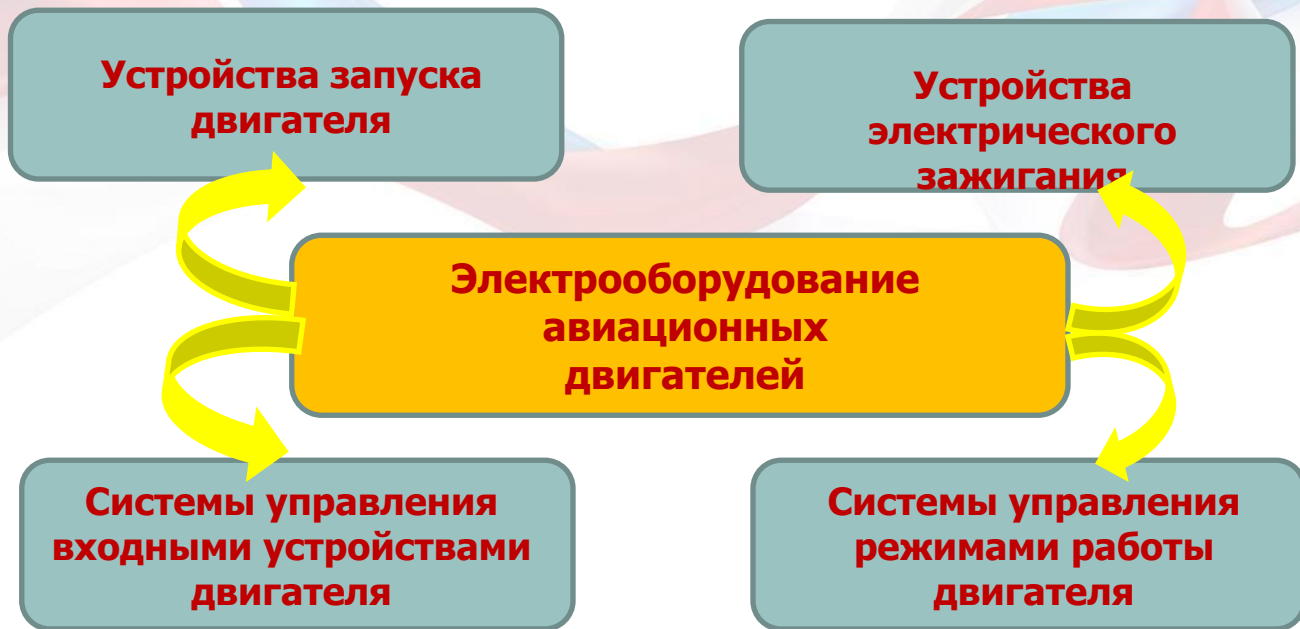 Устройства запуска
двигателя
Устройства
электрического
зажигания
Электрооборудование
авиационных
двигателей
Системы управления
входными устройствами
двигателя
Системы управления
режимами работы
двигателя